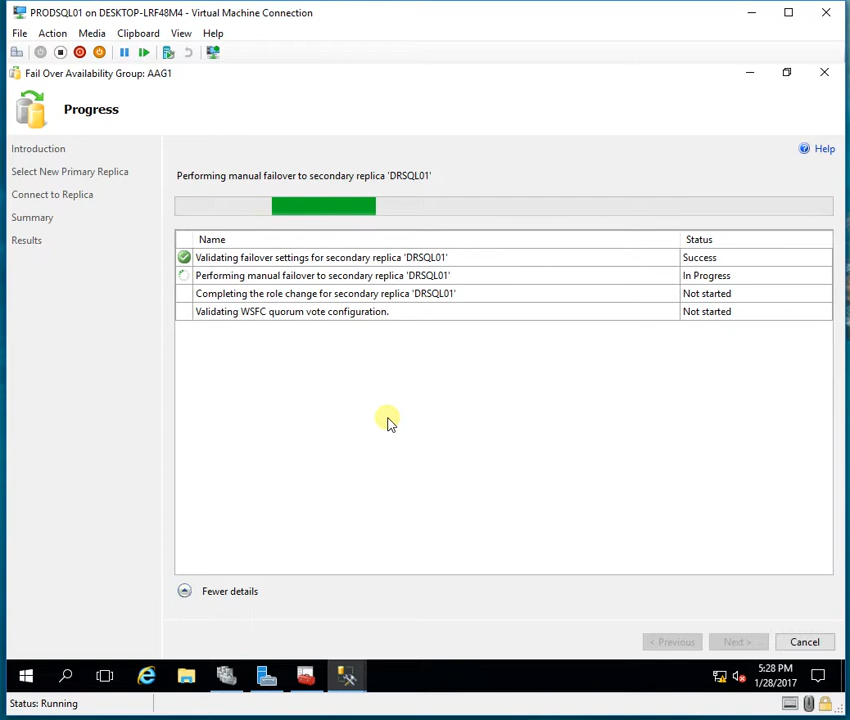 PRODSQL01 on DESKTOP-LRF48M4 - Virtual Machine Connection
File Action Media Clipboard View Help
Fail Over Availability Group: AAG1
Progress
Introduction
Select New Primary Replica
Connect to Replica
Summary
Results
Help
Performing manual failover to secondary replica 'DRSQL01'
Name Status
Validating failover settings for secondary replica 'DRSQL01' Success
Performing manual failover to secondary replica 'DRSQL01' In Progress
Completing the role change for secondary replica 'DRSQL01' Not started
Validating WSFC quorum vote configuration. Not started
Fewer details
< Previous Next > Cancel
5:28 PM
1/28/2017
Status: Running